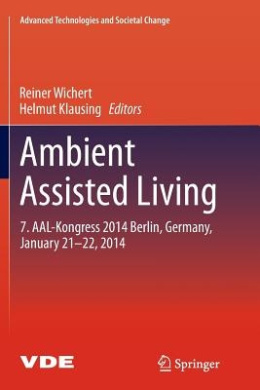 Advanced Technologies and Societal Change
Reiner Wichert
Helmut Klausing Editors
Ambient
Assisted Living
7. AAL-Kongress 2014 Berlin, Germany,
January 21–22, 2014
VDE
Springer